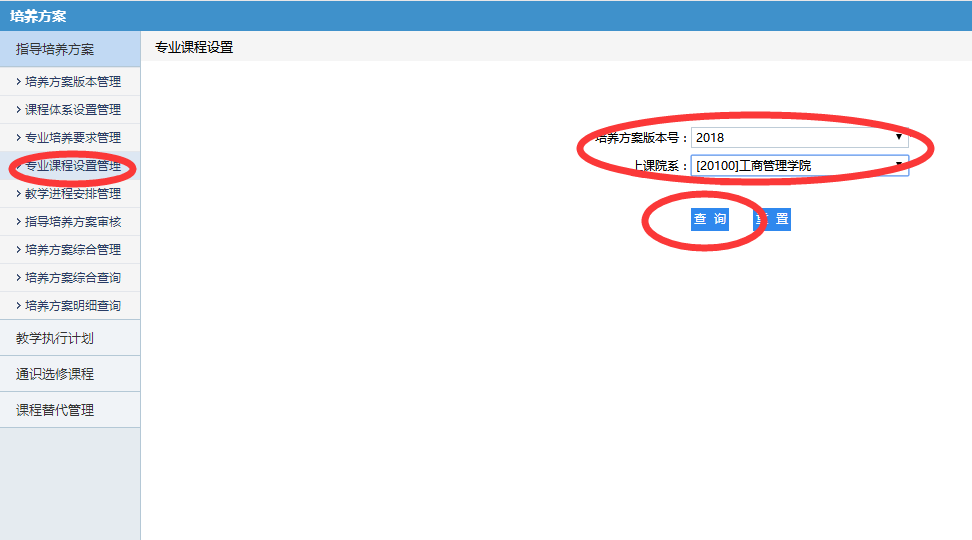 培养方案
指导培养方案
培养方案版本管理
课程体系设置管理
专业培养要求管理
专业课程设置管理
教学进程安排管理
指导培养方案审核
培养方案综合管理
培养方案综合查询
培养方案明细查询
教学执行计划
通识选修课程
课程替代管理
专业课程设置
培养方案版本号： 2018
上课院系： [20100]工商管理学院
查 询 重 置